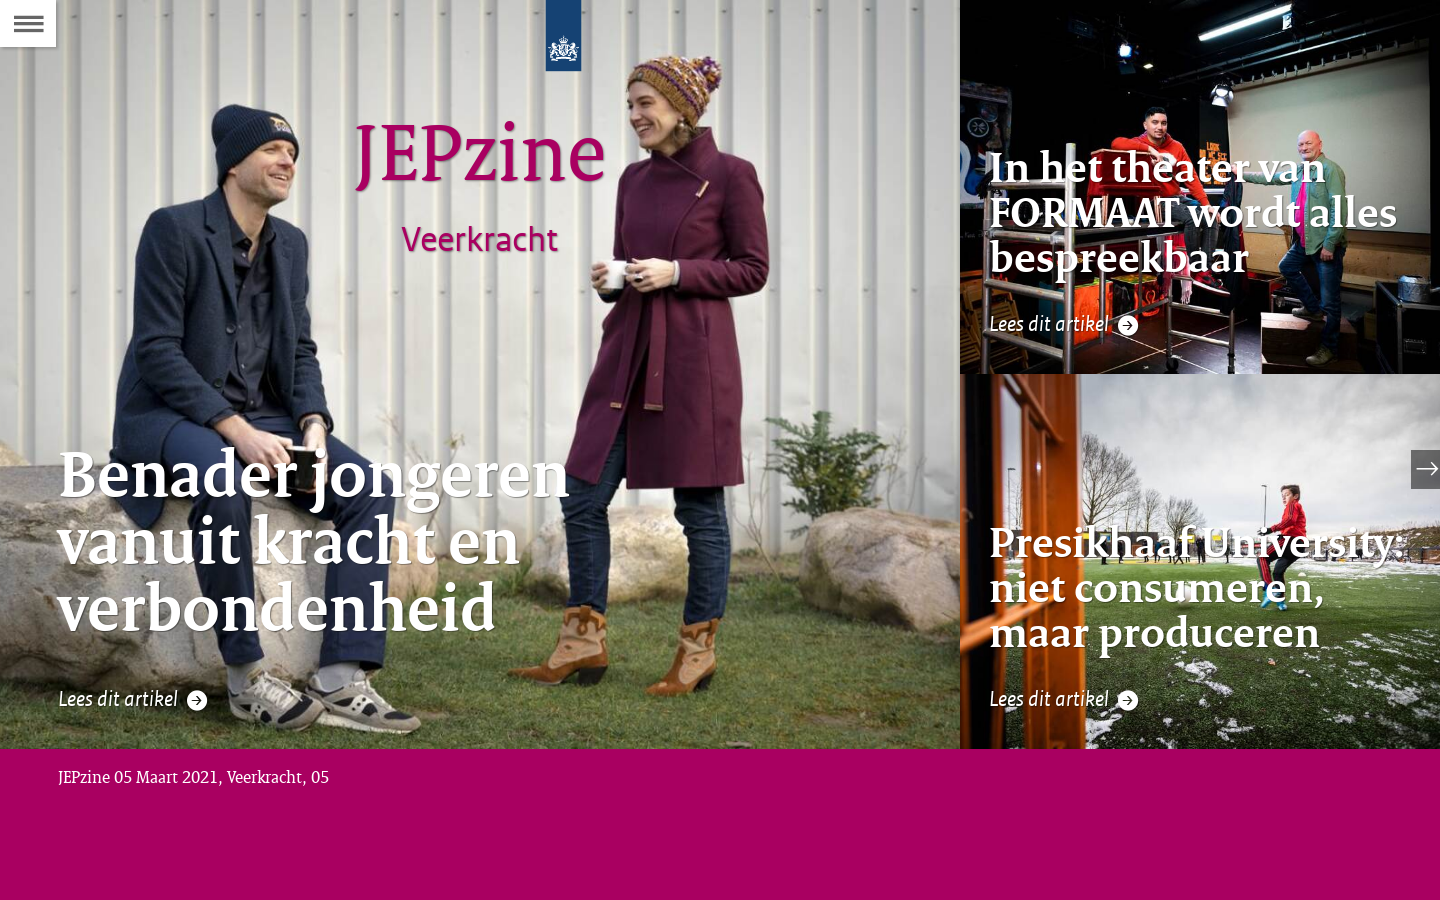 JEPzine
Veerkracht
Benader jongeren
vanuit kracht en
verbondenheid
Lees dit artikel
In het theater van
FORMAAT wordt alles
bespreekbaar
Lees dit artikel
Presikhaaf University:
niet consumeren,
maar produceren
Lees dit artikel
JEPzine 05 Maart 2021, Veerkracht, 05